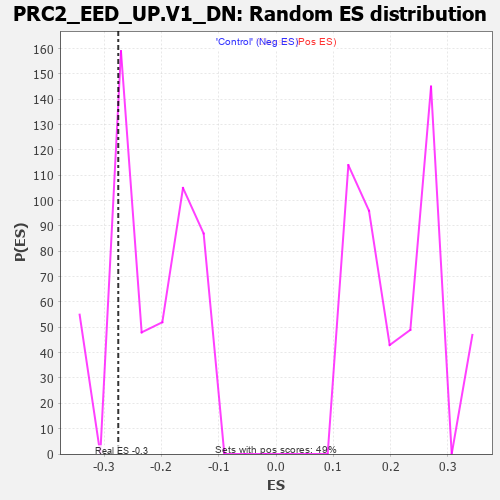 PRC2_EED_UP.V1_DN: Random ES distribution
'Control' (Neg ES)Pos ES)
160
150
140
130
120
110
100
90
80
70
60
50
40
30
20
10
0
P(ES)
Real ES -0.3
Sets with pos scores: 49%
-0.3 -0.2 -0.1 0.0 0.1 0.2 0.3
ES